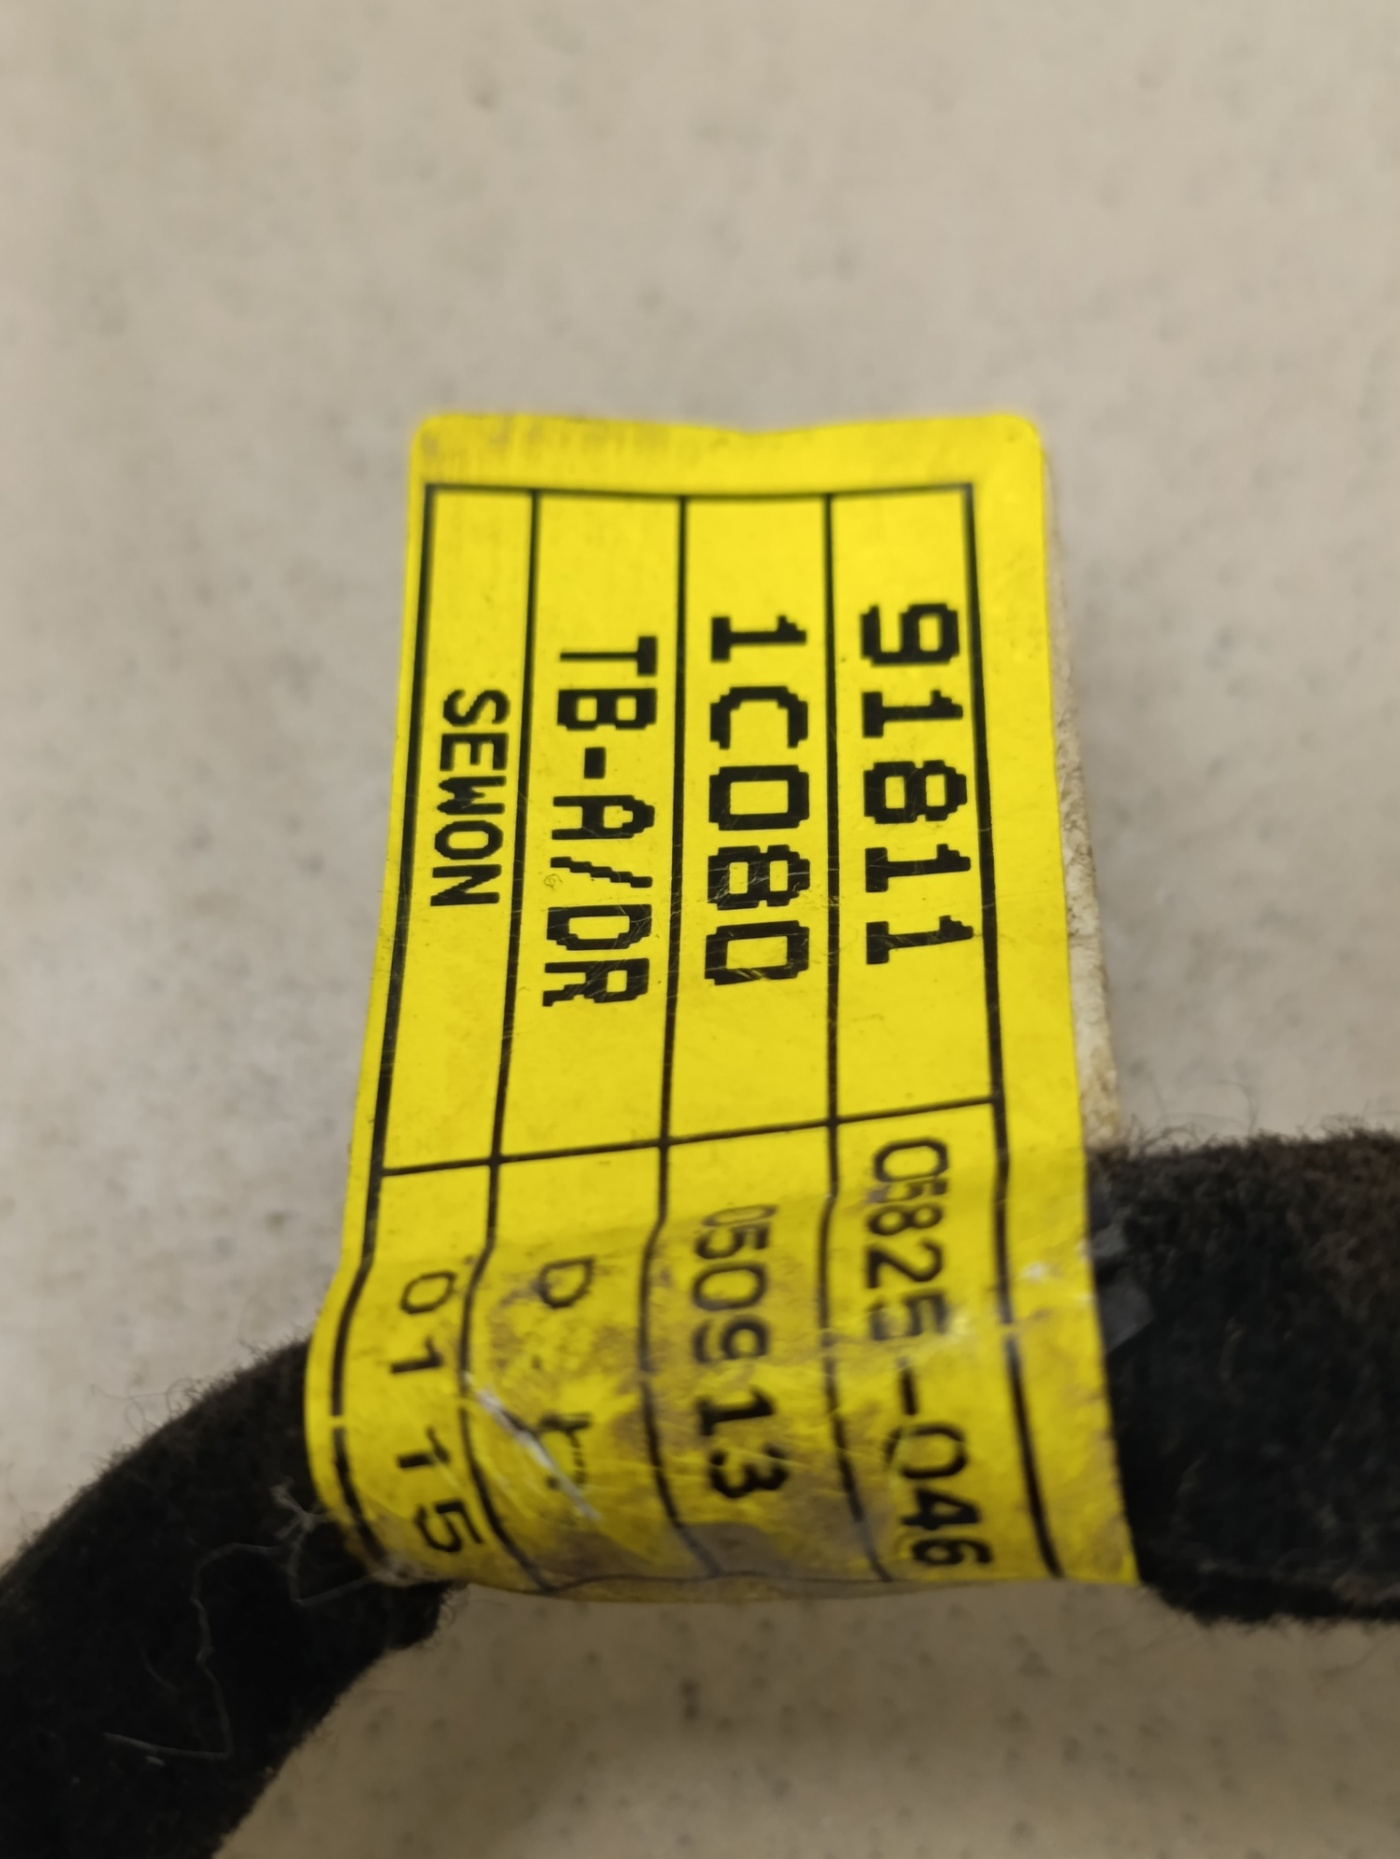 91811 05825-046
1C080 050913
TB-A/DR
SEWON 0115